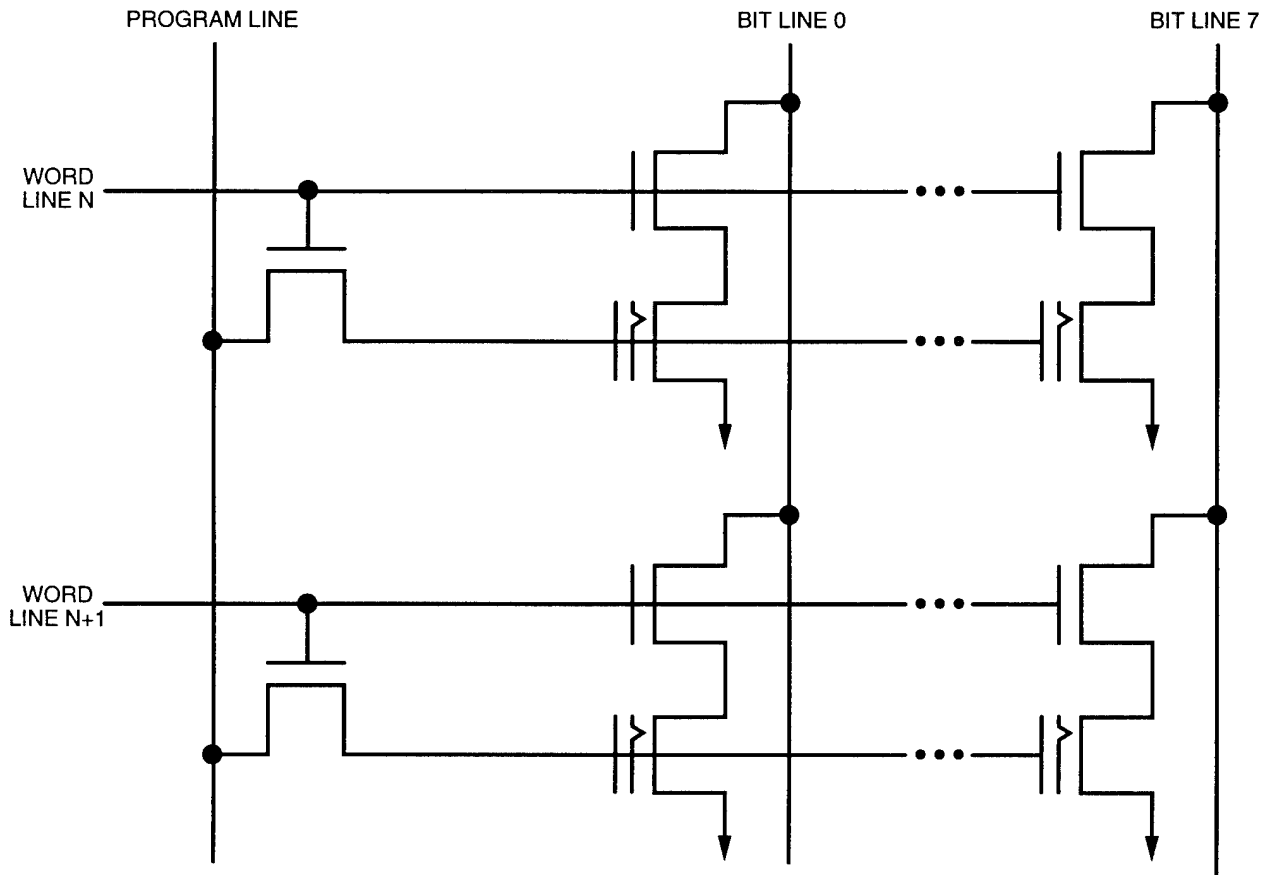 PROGRAM LINE
BIT LINE 0
BIT LINE 7
WORD
LINE N
WORD
LINE N+1